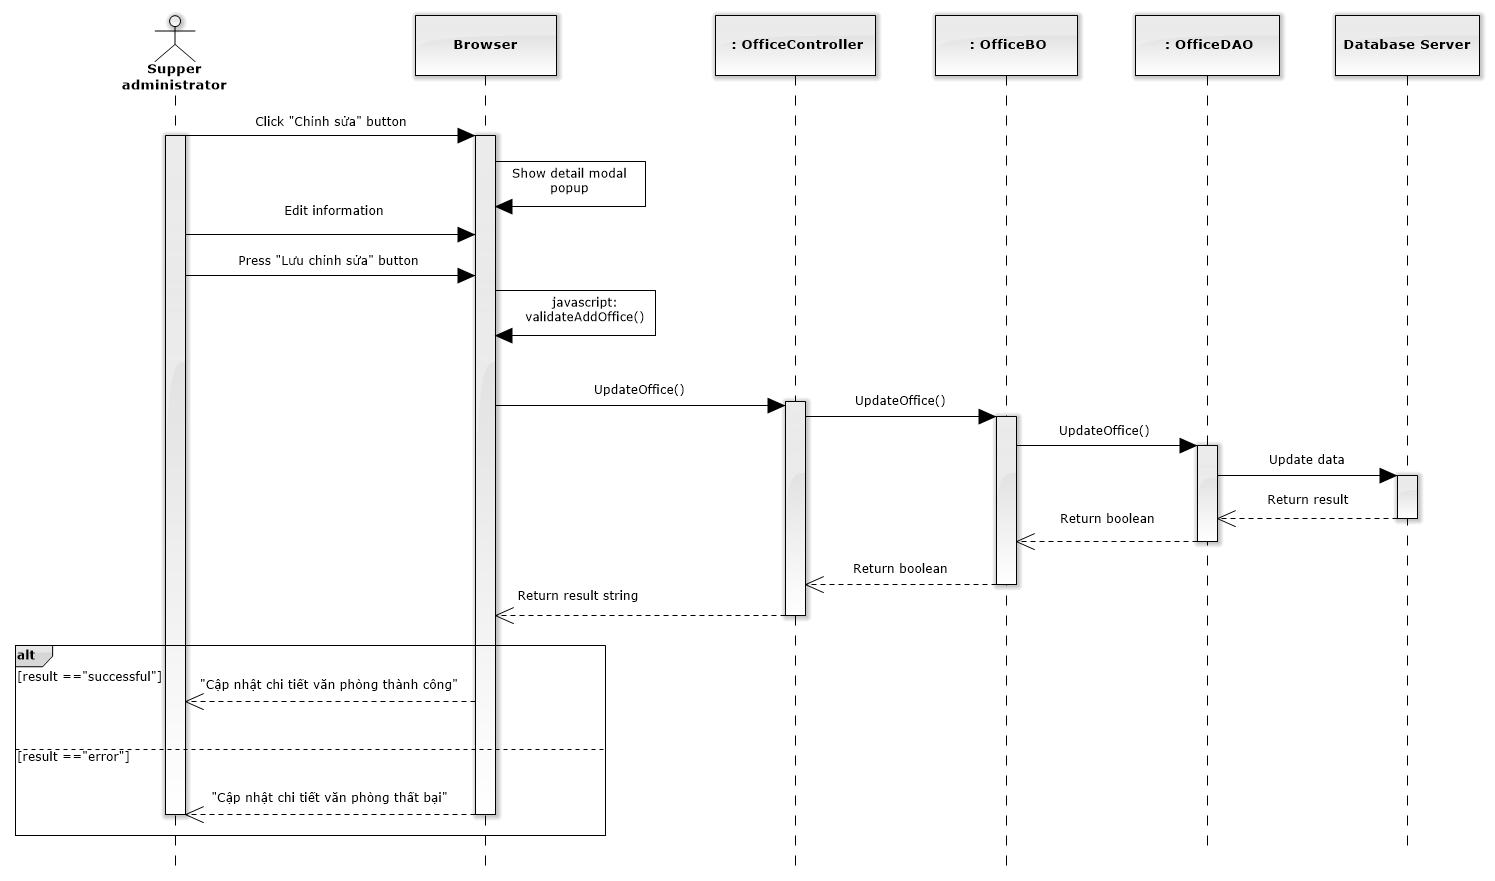 Supper
administrator
Browser
: OfficeController
: OfficeBO
: OfficeDAO
Database Server
Click "Chỉnh sửa" button
Show detail modal
popup
Edit information
Press "Lưu chỉnh sửa" button
javascript:
validateAddOffice()
UpdateOffice()
UpdateOffice()
UpdateOffice()
Update data
Return result
Return boolean
Return boolean
Return result string
alt
[result =="successful"]
"Cập nhật chi tiết văn phòng thành công"
[result =="error"]
"Cập nhật chi tiết văn phòng thất bại"